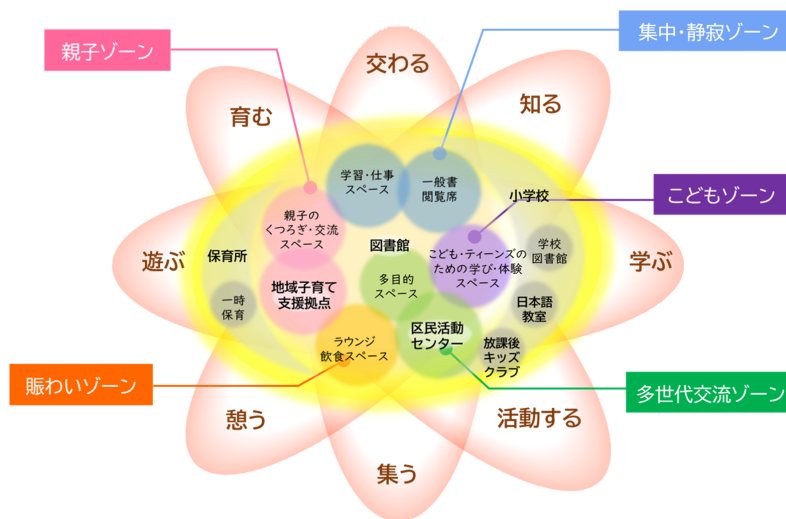 親子ゾーン
集中・静寂ゾーン
交わる
育む
知る
学習・仕事
スペース
一般書
閲覧席
小学校
こどもゾーン
親子の
くつろぎ・交流
スペース
図書館
こども・ティーンズの
ための学び・体験
スペース
学校
図書館
遊ぶ
保育所
学ぶ
地域子育て
支援拠点
多目的
スペース
一時
保育
日本語
教室
ラウンジ
飲食スペース
区民活動
センター
放課後
キッズ
クラブ
賑わいゾーン
多世代交流ゾーン
憩う
活動する
集う